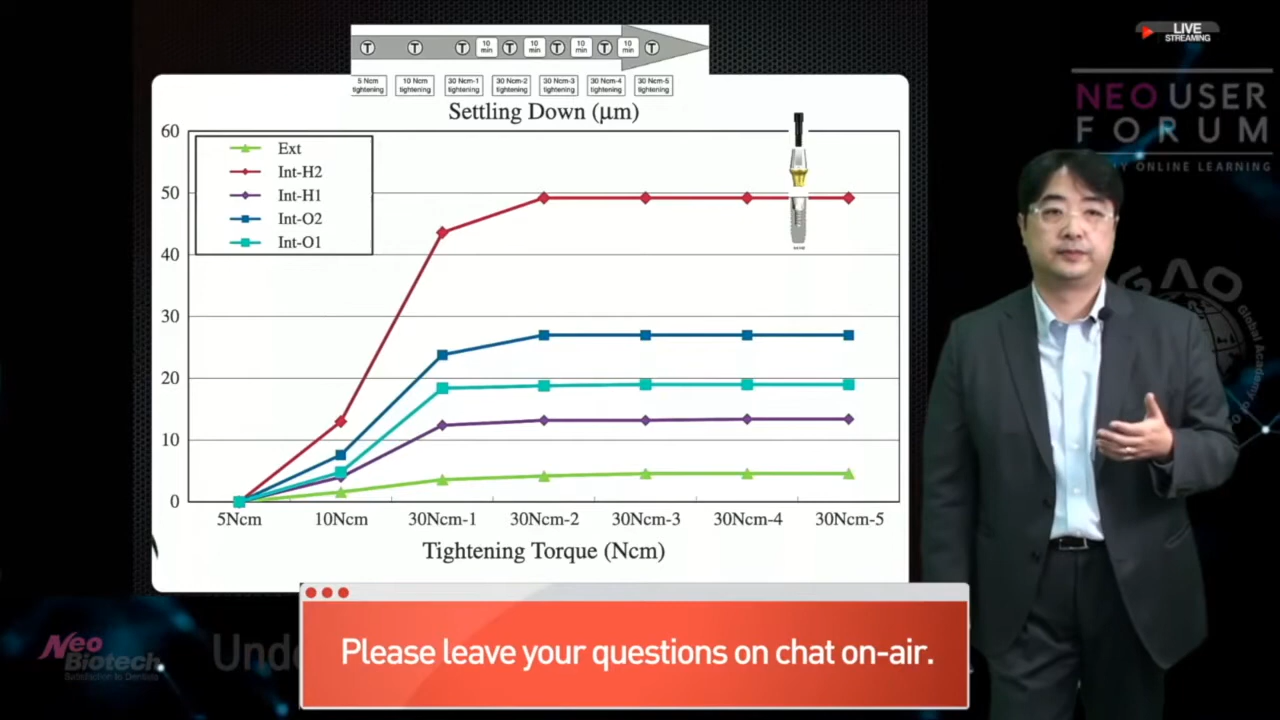 LIVE
STREAMING
NEO USER
FORUM
ONLINE LEARNING
T T T 10 min T 10 min T 10 min T 10 min T
5 Ncm tightening
10 Ncm tightening
30 Ncm-1 tightening
30 Ncm-2 tightening
30 Ncm-3 tightening
30 Ncm-4 tightening
30 Ncm-5 tightening
Settling Down (μm)
60
50
40
30
20
10
0
Ext
Int-H2
Int-H1
Int-O2
Int-O1
5Ncm 10Ncm 30Ncm-1 30Ncm-2 30Ncm-3 30Ncm-4 30Ncm-5
Tightening Torque (Ncm)
GAO
Global
Neo
Biotech
Satisfaction to Dentists
Please leave your questions on chat on-air.